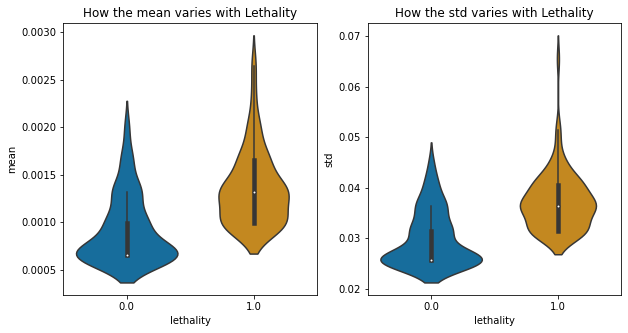 How the mean varies with Lethality
0.0030
0.0025
0.0020
0.0015
0.0010
0.0005
mean
0.0
1.0
lethality
How the std varies with Lethality
0.07
0.06
0.05
0.04
0.03
0.02
std
0.0
1.0
lethality